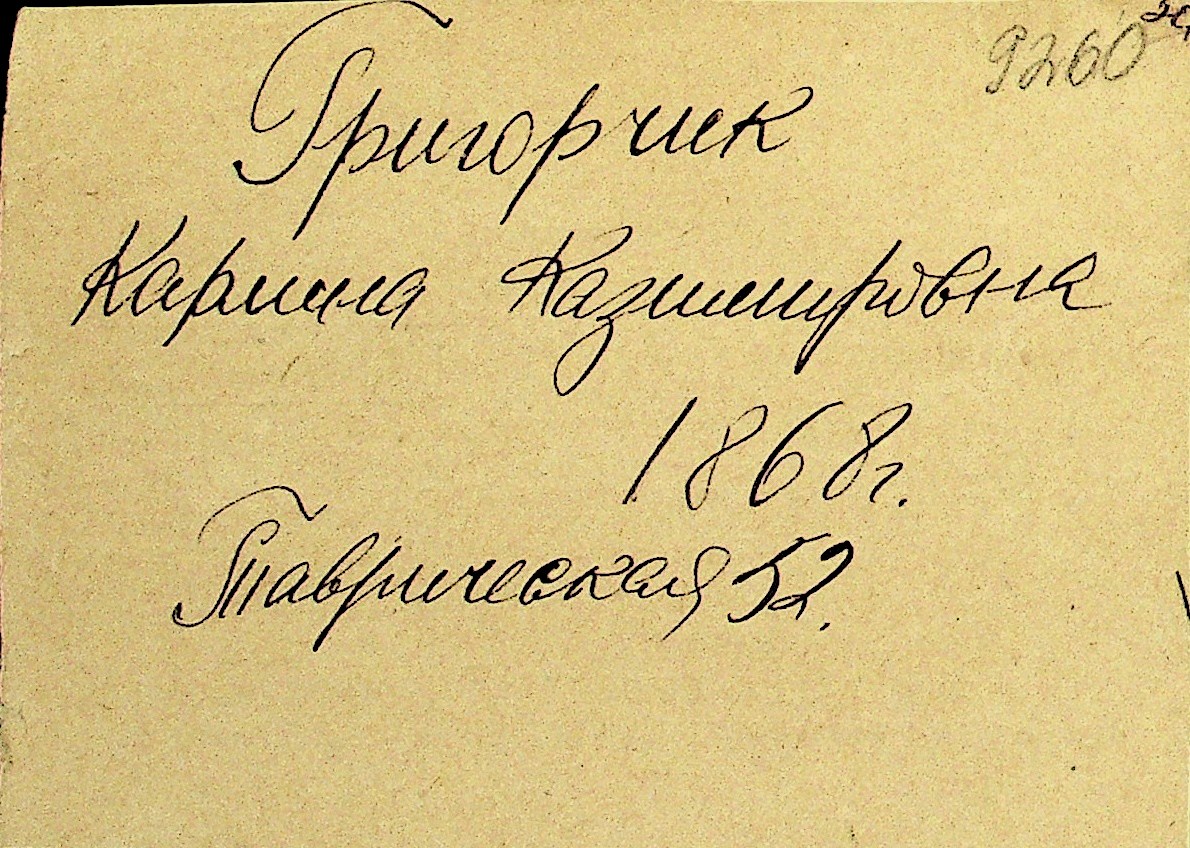 9260
Григорчик
Карина Казимировна
1868г.
Таврическая 52.